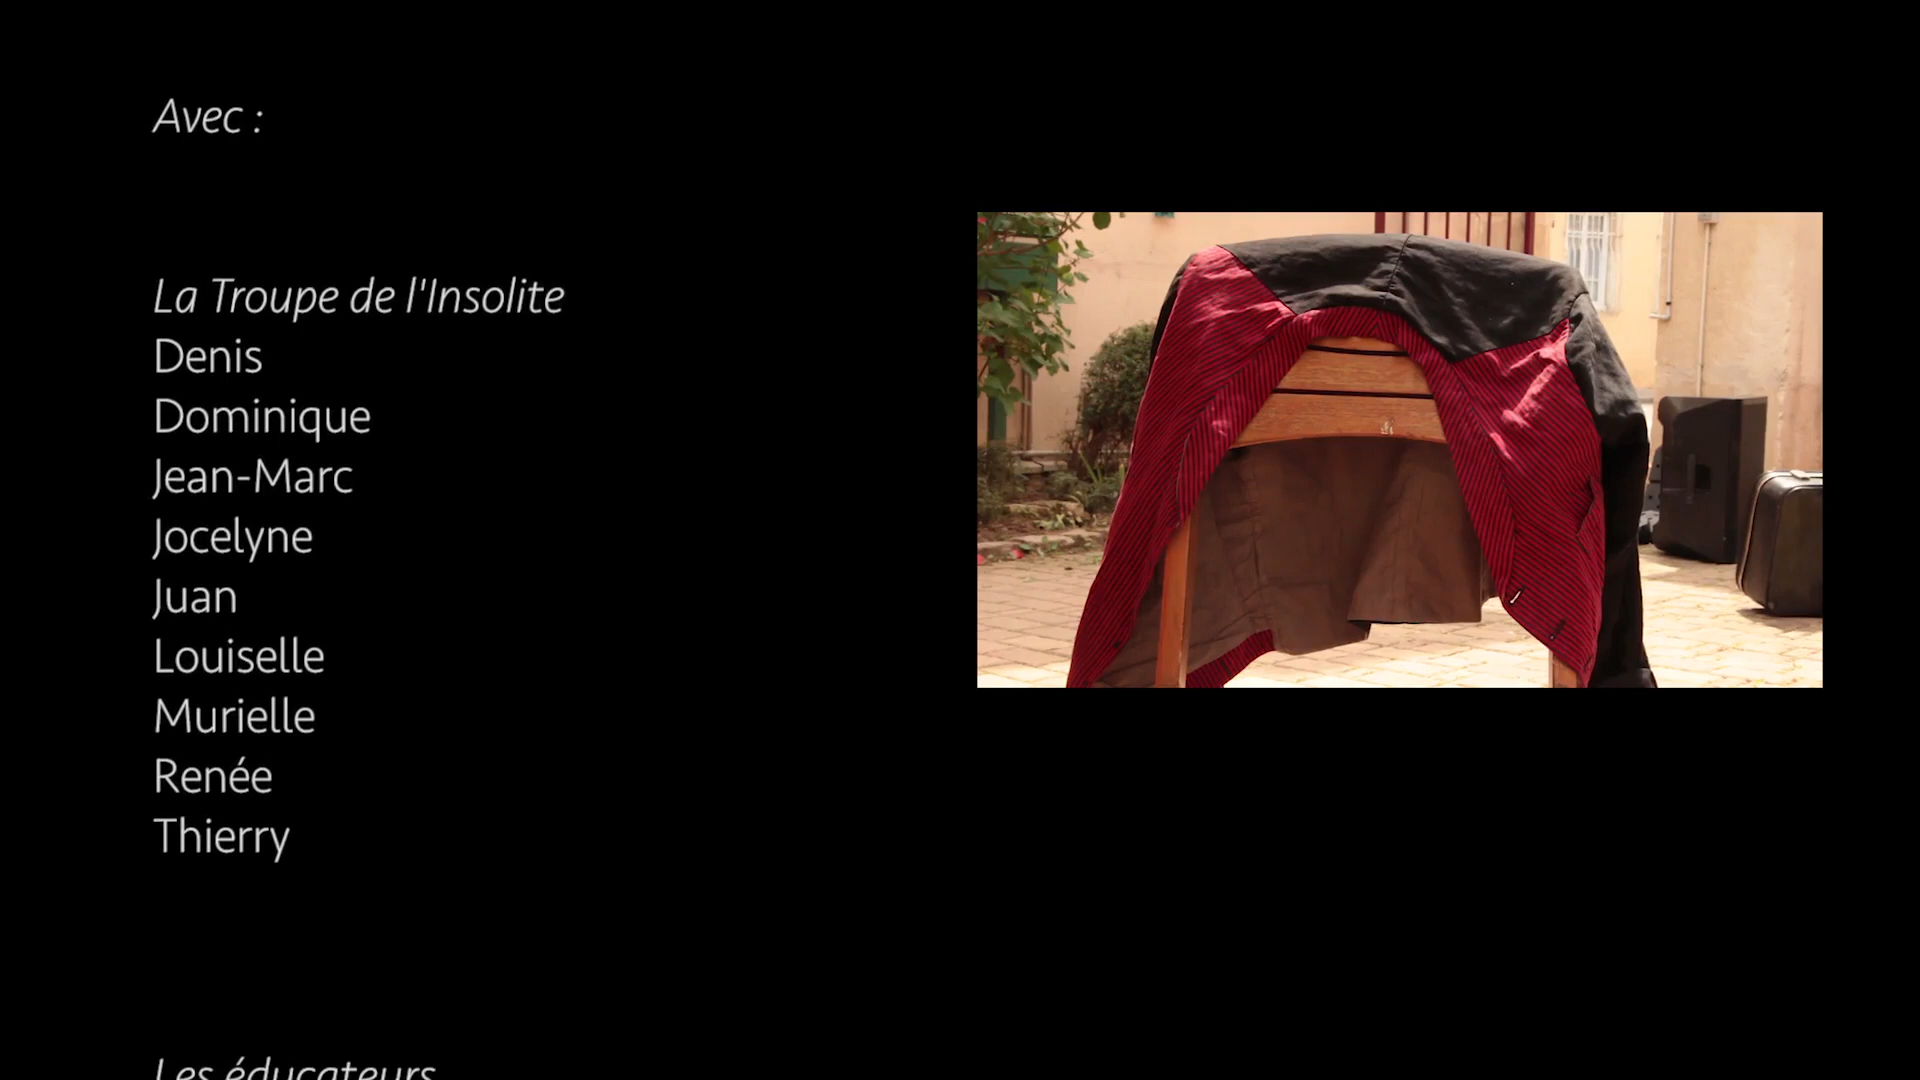 Avec :
La Troupe de l'Insolite
Denis
Dominique
Jean-Marc
Jocelyne
Juan
Louiselle
Murielle
Renée
Thierry
Les éducateurs